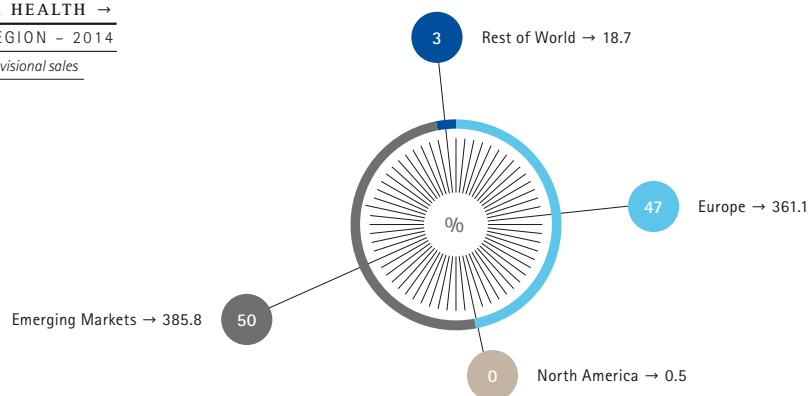 HEALTH →
EGION – 2014
visional sales
3
Rest of World → 18.7
47
Europe → 361.1
%
Emerging Markets → 385.8
50
0
North America → 0.5